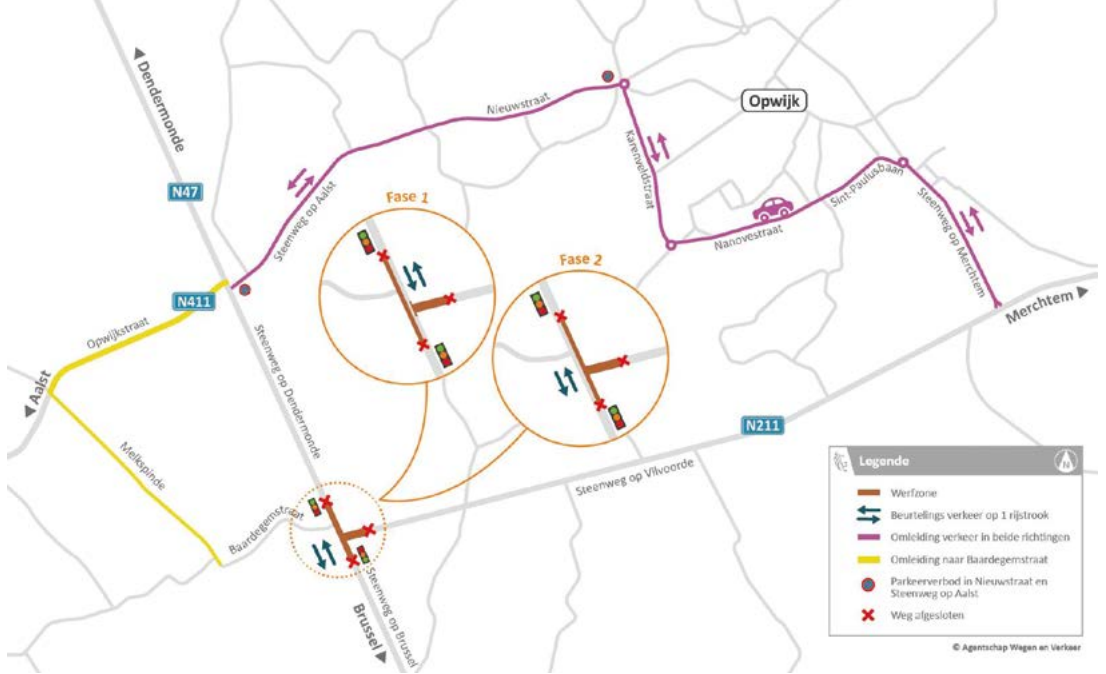 Dendermonde
Nieuwstraat
Opwijk
Karenveldstraat
N47
Steenweg op Aalst
Fase 1
Sint-Paulusbaan
Nanovestraat
Steenweg op Merchtem
Fase 2
N411
Merchtem
Opwijkstraat
Steenweg op Dendermonde
Aalst
N211
Melkspinde
Steenweg op Vilvoorde
Baardegemstraat
Steenweg op Brussel
Brussel
Legende
N
Werfzone
Beurtelings verkeer op 1 rijstrook
Omleiding verkeer in beide richtingen
Omleiding naar Baardegemstraat
Parkeerverbod in Nieuwstraat en
Steenweg op Aalst
Weg afgesloten
© Agentschap Wegen en Verkeer